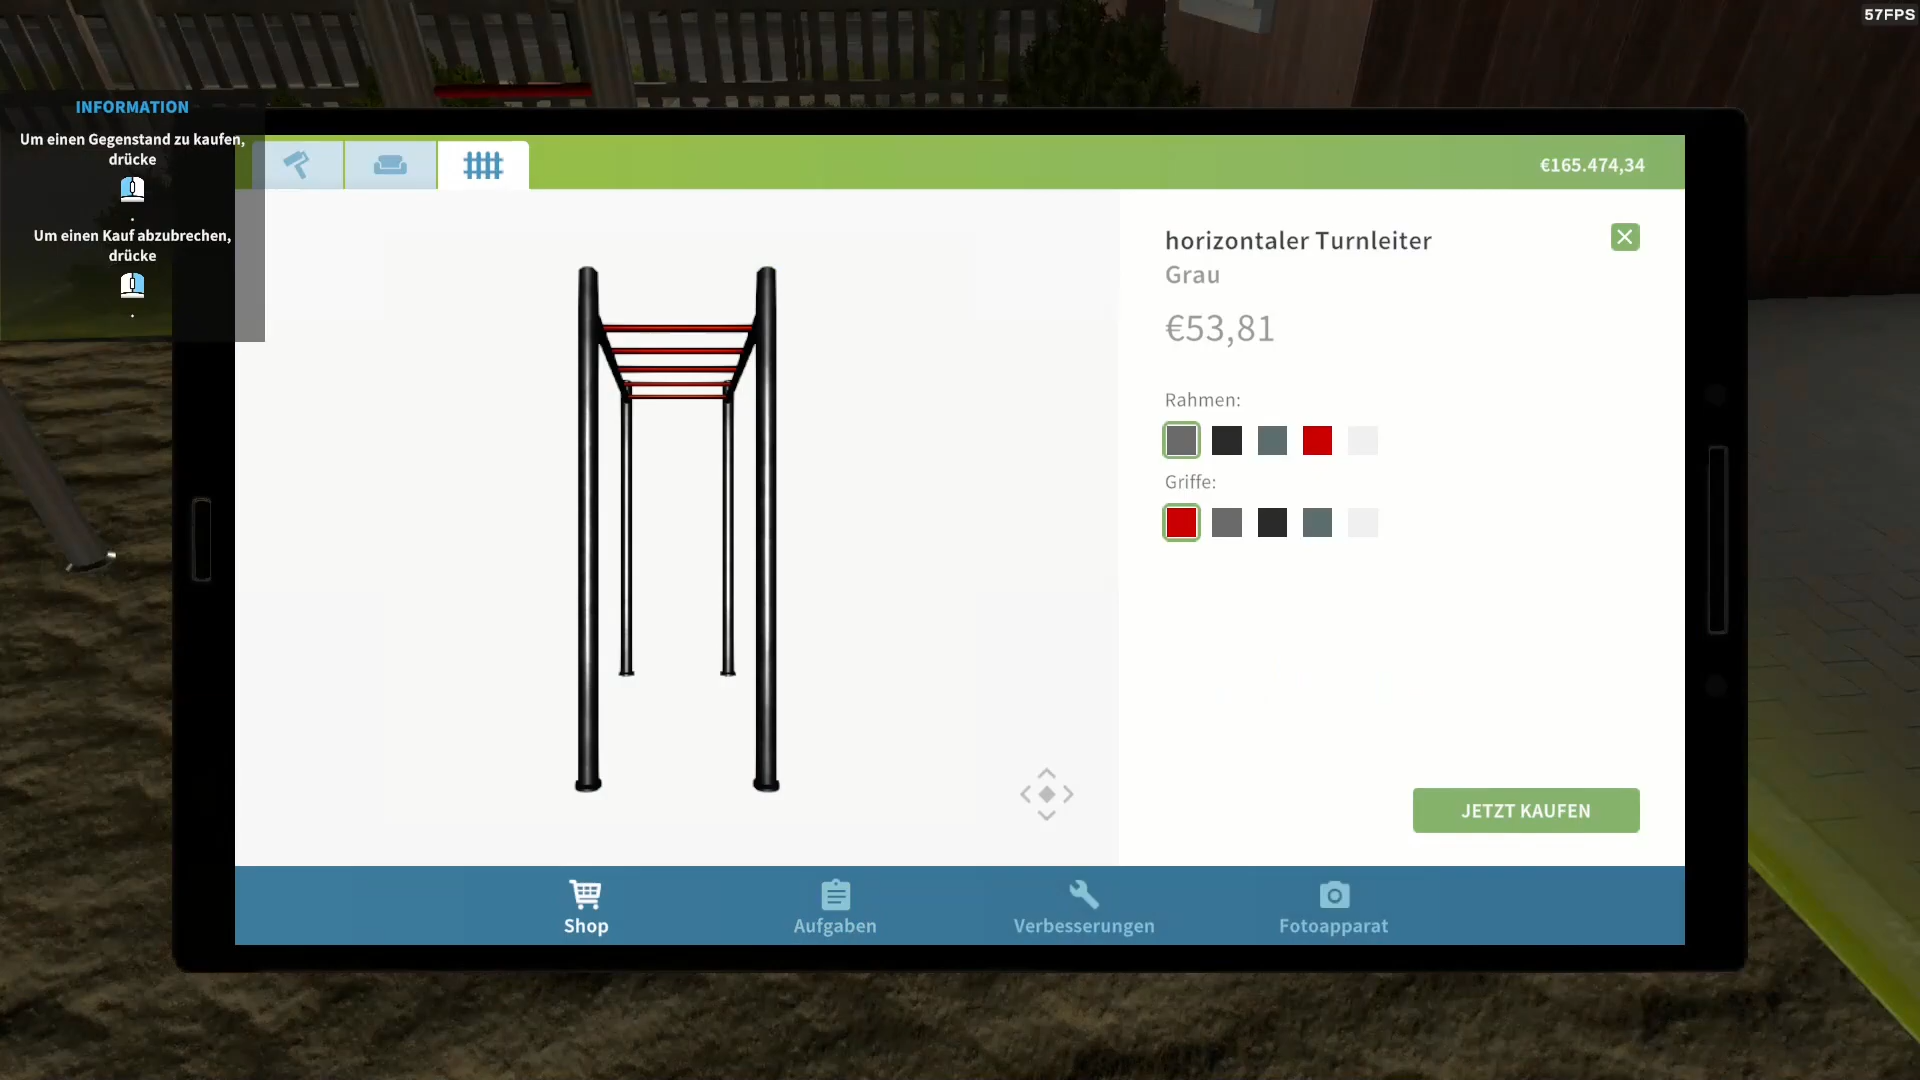 57FPS
INFORMATION
Um einen Gegenstand zu kaufen,
drücke
.
Um einen Kauf abzubrechen,
drücke
.
€165.474,34
horizontaler Turnleiter
Grau
€53,81
Rahmen:
Griffe:
JETZT KAUFEN
Shop
Aufgaben
Verbesserungen
Fotoapparat